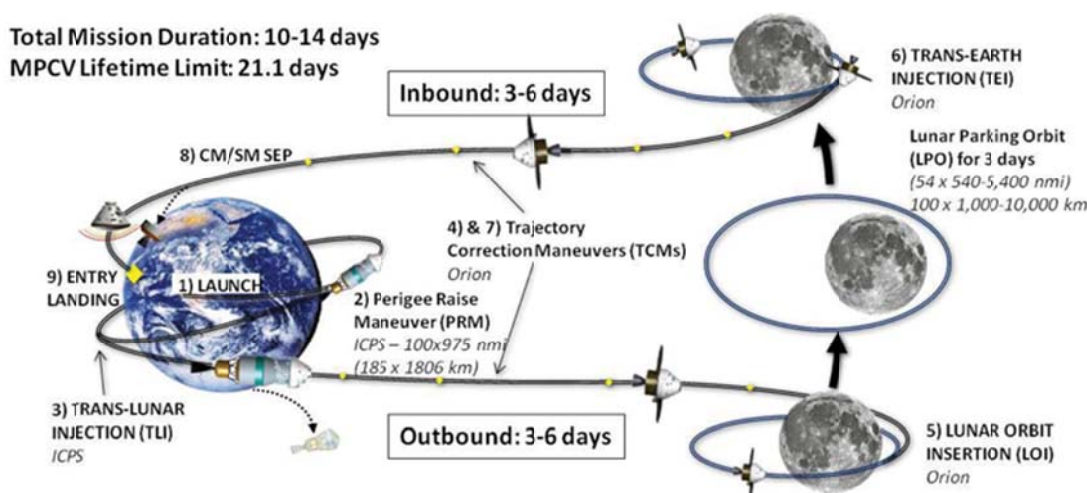 Total Mission Duration: 10-14 days
MPCV Lifetime Limit: 21.1 days
Inbound: 3-6 days
6) TRANS-EARTH
INJECTION (TEI)
Orion
Lunar Parking Orbit
(LPO) for 3 days
(54 x 540-5,400 nmi)
100 x 1,000-10,000 km
8) CM/SM SEP
4) & 7) Trajectory
Correction Maneuvers (TCMs)
Orion
9) ENTRY
LANDING
1) LAUNCH
2) Perigee Raise
Maneuver (PRM)
ICPS – 100x975 nmi
(185 x 1806 km)
3) TRANS-LUNAR
INJECTION (TLI)
ICPS
Outbound: 3-6 days
5) LUNAR ORBIT
INSERTION (LOI)
Orion